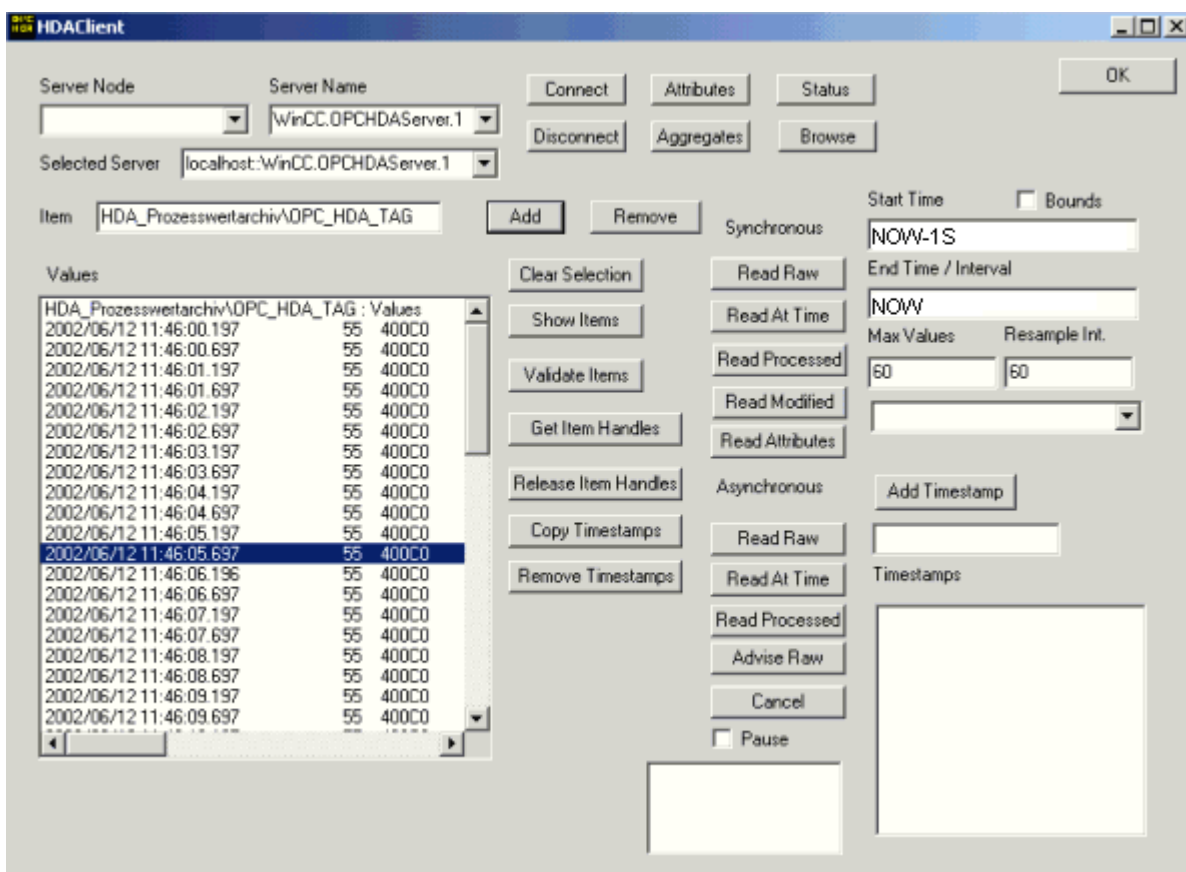 OPC HDA HDAClient
Server Node Server Name Connect Attributes Status OK
WinCC.OPCHDAServer.1 Disconnect Aggregates Browse
Selected Server localhost::WinCC.OPCHDAServer.1
Item HDA_Prozesswertarchiv\OPC_HDA_TAG Add Remove
Synchronous
Start Time Bounds
NOW-1S
End Time / Interval
NOW
Max Values Resample Int.
60 60
Values
HDA_Prozesswertarchiv\OPC_HDA_TAG : Values
2002/06/12 11:46:00.197 55 400C0
2002/06/12 11:46:00.697 55 400C0
2002/06/12 11:46:01.197 55 400C0
2002/06/12 11:46:01.697 55 400C0
2002/06/12 11:46:02.197 55 400C0
2002/06/12 11:46:02.697 55 400C0
2002/06/12 11:46:03.197 55 400C0
2002/06/12 11:46:03.697 55 400C0
2002/06/12 11:46:04.197 55 400C0
2002/06/12 11:46:04.697 55 400C0
2002/06/12 11:46:05.197 55 400C0
2002/06/12 11:46:05.697 55 400C0
2002/06/12 11:46:06.196 55 400C0
2002/06/12 11:46:06.697 55 400C0
2002/06/12 11:46:07.197 55 400C0
2002/06/12 11:46:07.697 55 400C0
2002/06/12 11:46:08.197 55 400C0
2002/06/12 11:46:08.697 55 400C0
2002/06/12 11:46:09.197 55 400C0
2002/06/12 11:46:09.697 55 400C0
Clear Selection
Show Items
Validate Items
Get Item Handles
Release Item Handles
Copy Timestamps
Remove Timestamps
Read Raw
Read At Time
Read Processed
Read Modified
Read Attributes
Asynchronous
Read Raw
Read At Time
Read Processed
Advise Raw
Cancel
Pause
Add Timestamp
Timestamps